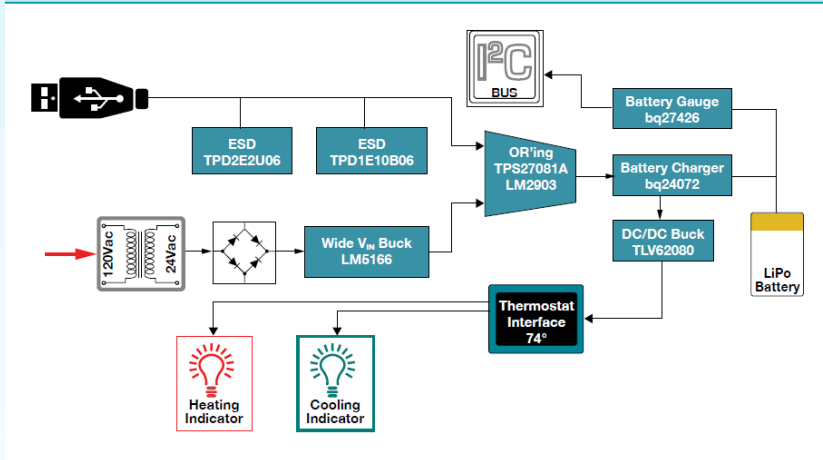 I²C
BUS
Battery Gauge
bq27426
ESD
TPD2E2U06
ESD
TPD1E10B06
OR'ing
TPS27081A
LM2903
Battery Charger
bq24072
120Vac
24Vac
Wide VIN Buck
LM5166
DC/DC Buck
TLV62080
LiPo
Battery
Thermostat
Interface
74°
Heating
Indicator
Cooling
Indicator